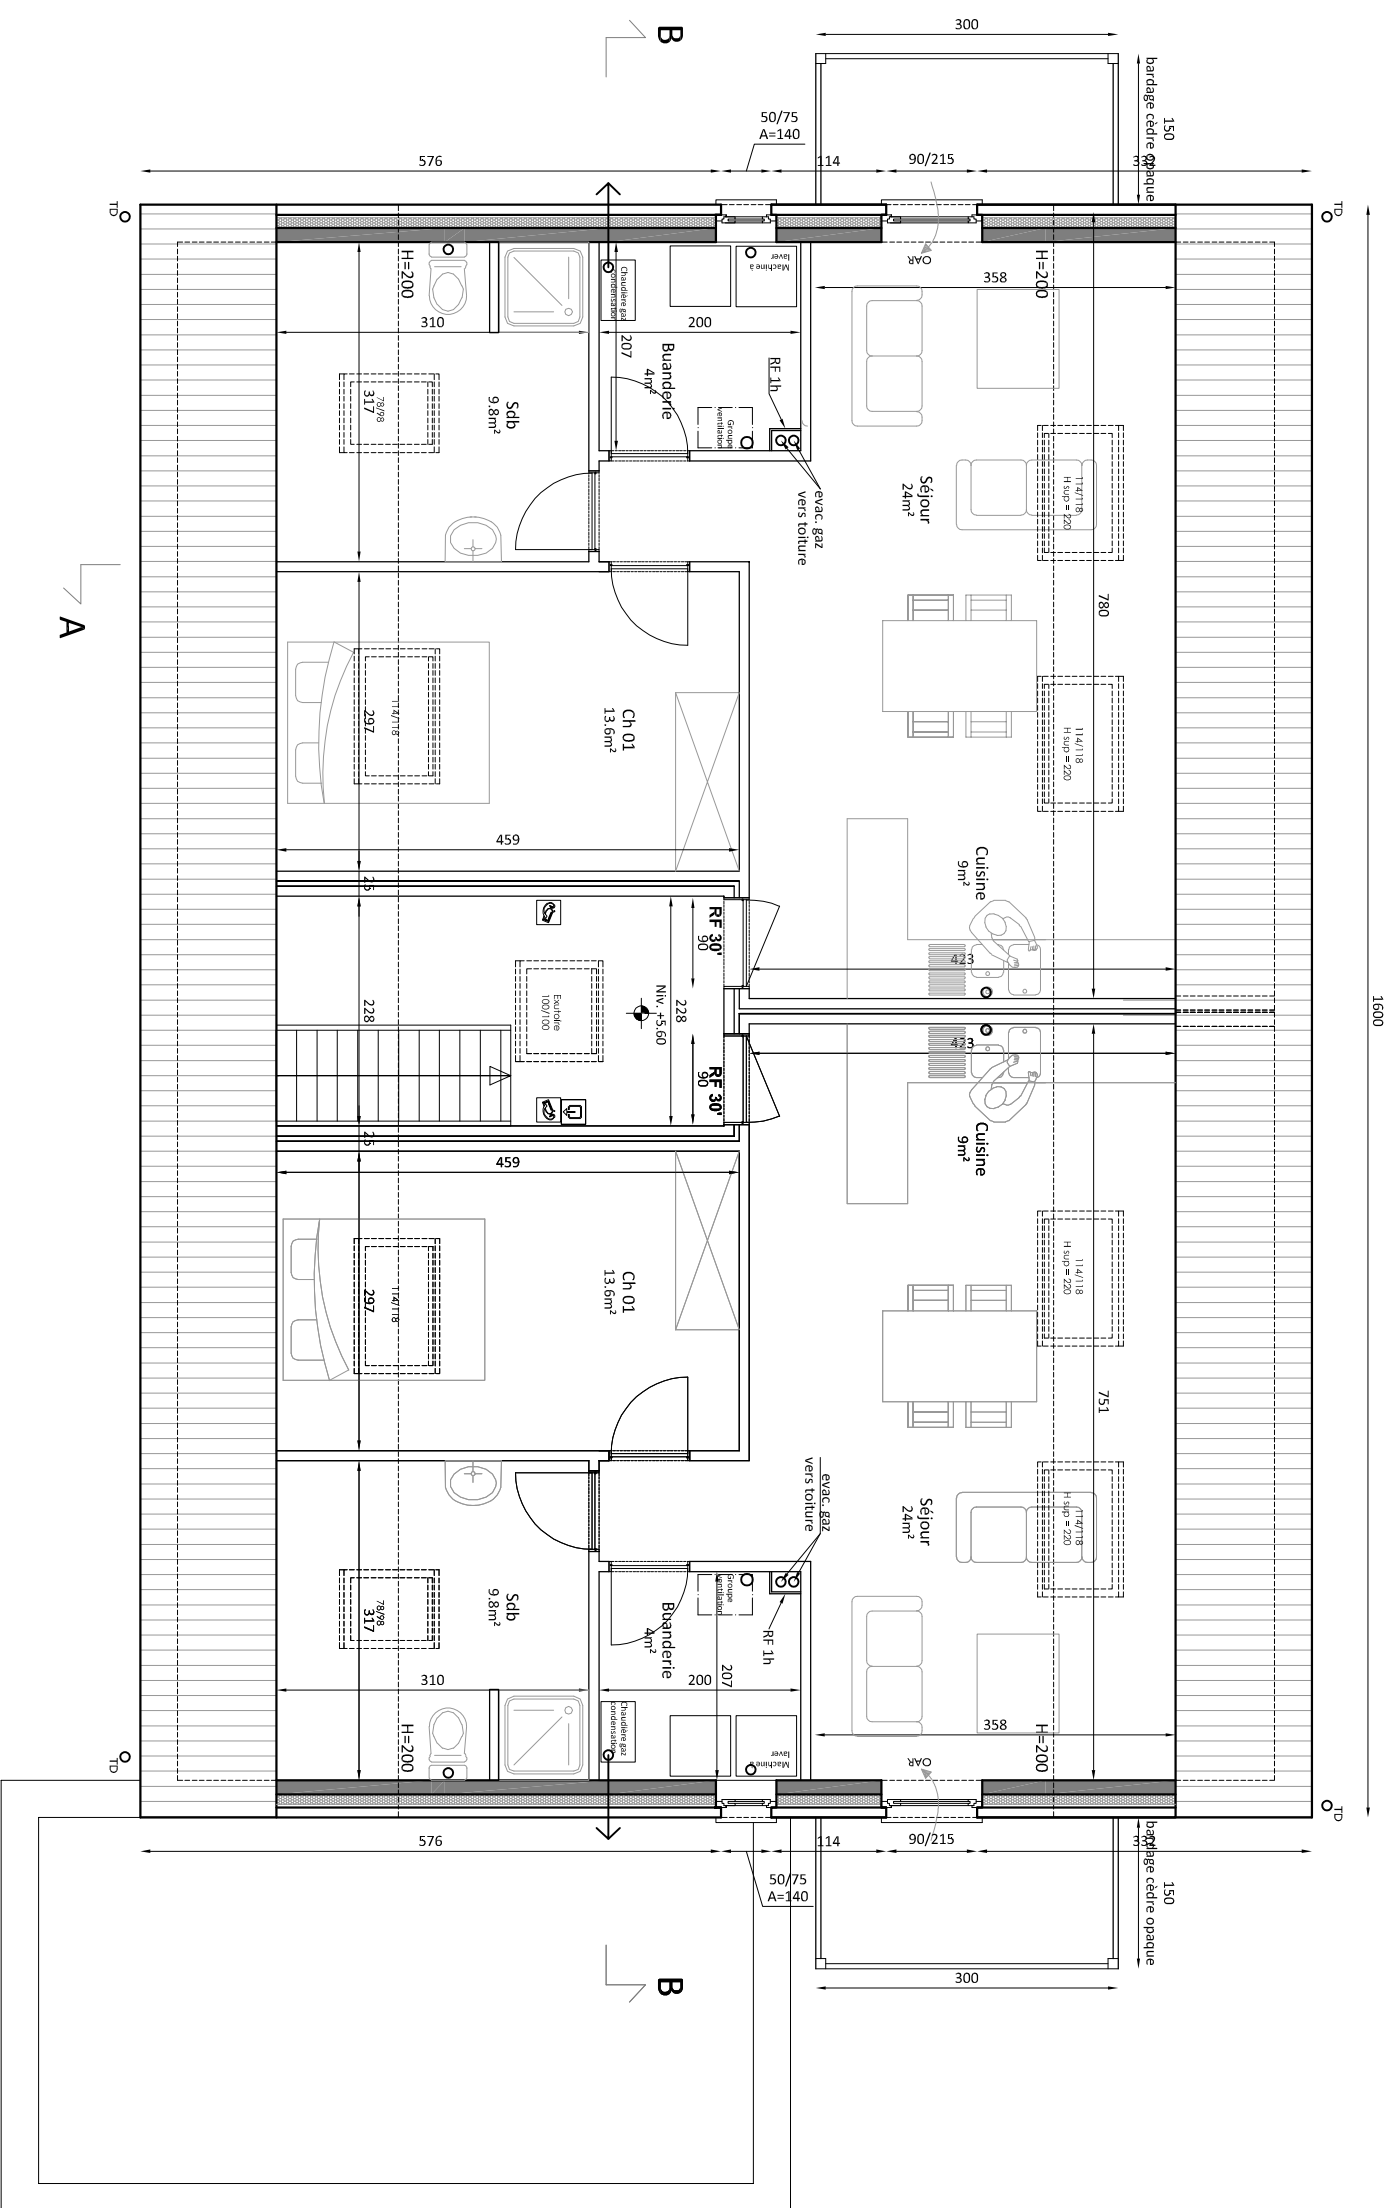 B
300
150
bardage cèdre opaque
50/75
A=140
576
114
90/215
332
TD
TD
H=200
OAR
H=200
358
Machine à
laver
Chaudière gaz
condensation
310
200
207
Buanderie
4m²
RF 1h
Groupe
ventilation
78/98
317
Sdb
9.8m²
evac. gaz
vers toiture
Séjour
24m²
114/118
H sup = 220
780
A
114/118
297
Ch 01
13.6m²
114/118
H sup = 220
459
Cuisine
9m²
25
RF 30'
90
423
228
Exutoire
100/100
Niv. +5.60
228
1600
RF 30'
90
423
25
Cuisine
9m²
459
114/118
297
Ch 01
13.6m²
114/118
H sup = 220
751
evac. gaz
vers toiture
Séjour
24m²
114/118
H sup = 220
78/98
317
Sdb
9.8m²
Buanderie
4m²
Groupe
ventilation
RF 1h
207
310
200
Chaudière gaz
condensation
Machine à
laver
358
H=200
OAR
H=200
TD
TD
576
114
90/215
332
50/75
A=140
150
bardage cèdre opaque
300
B